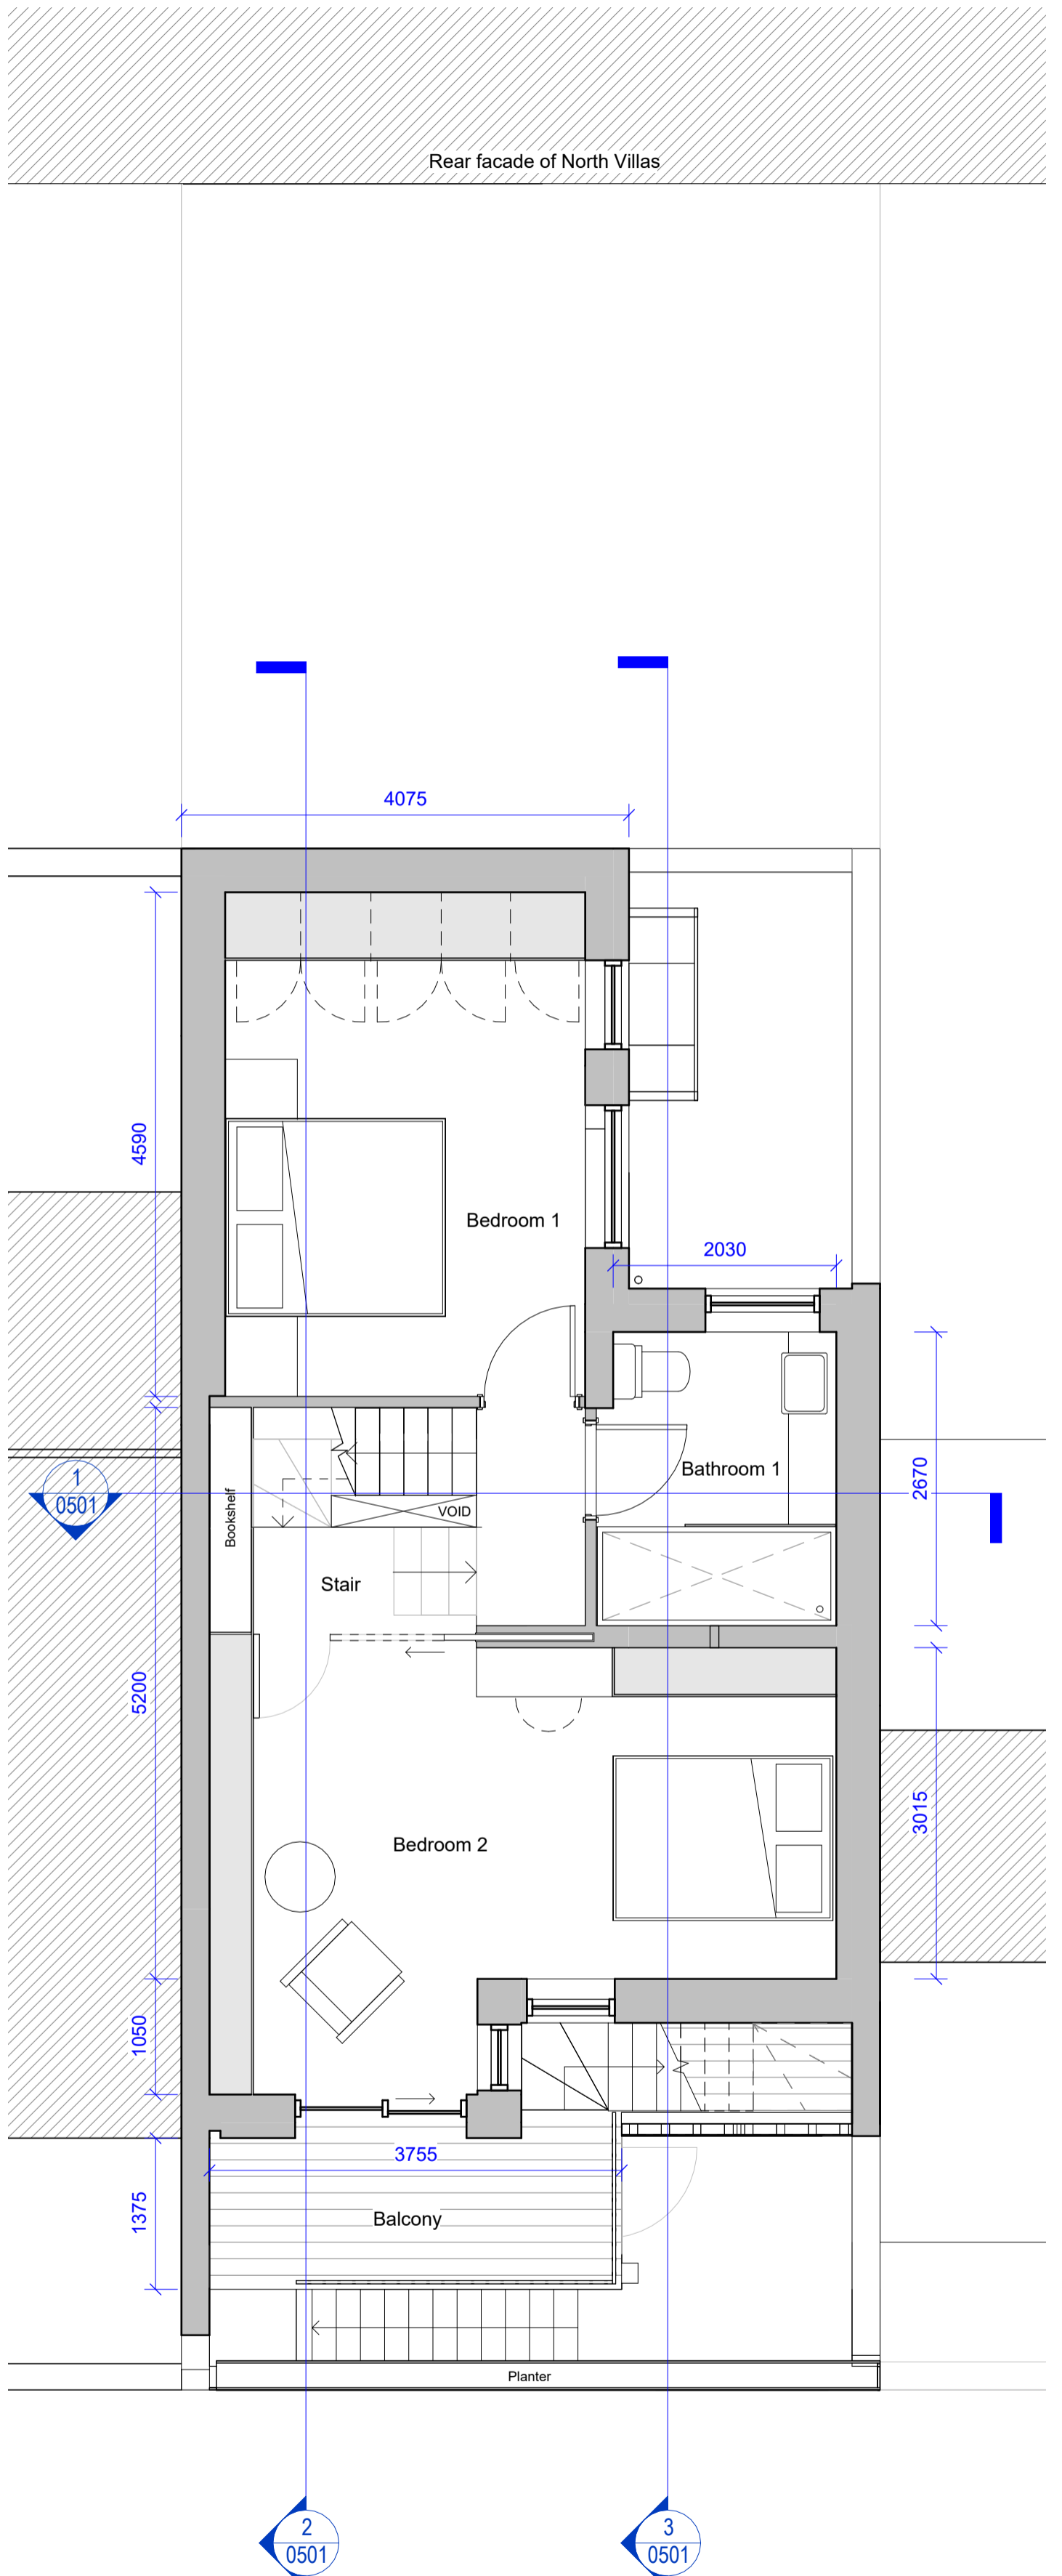 Rear facade of North Villas
4075
4590
Bedroom 1
2030
Bathroom 1
2670
1
0501
Bookshelf
VOID
Stair
5200
3015
Bedroom 2
1050
3755
1375
Balcony
Planter
2
0501
3
0501